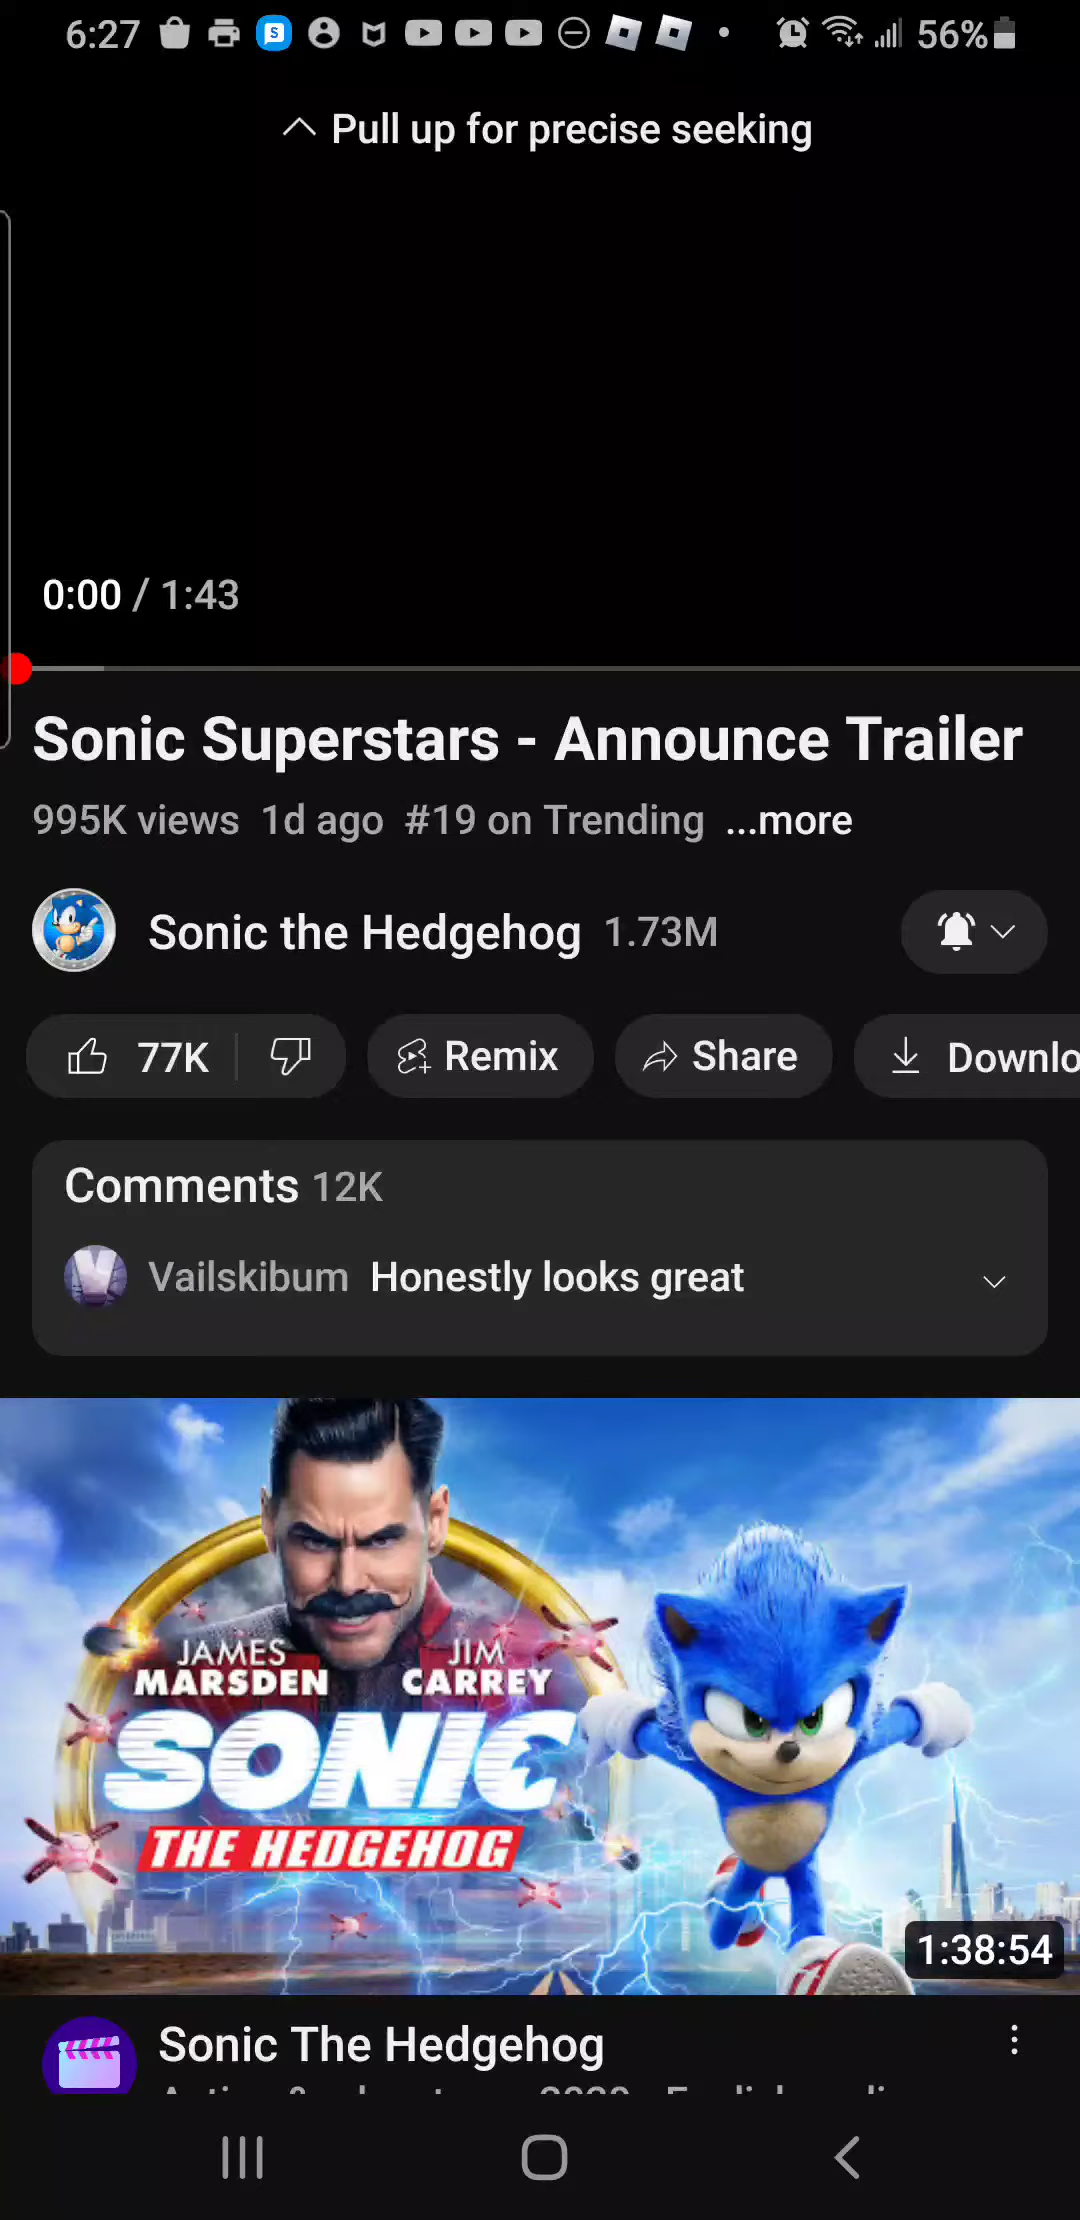 6:27 56%
Pull up for precise seeking
0:00 / 1:43
Sonic Superstars - Announce Trailer
995K views 1d ago #19 on Trending ...more
Sonic the Hedgehog 1.73M
77K Remix Share Downlo
Comments 12K
Vailskibum Honestly looks great
JAMES MARSDEN
JIM CARREY
SONIC
THE HEDGEHOG
1:38:54
Sonic The Hedgehog